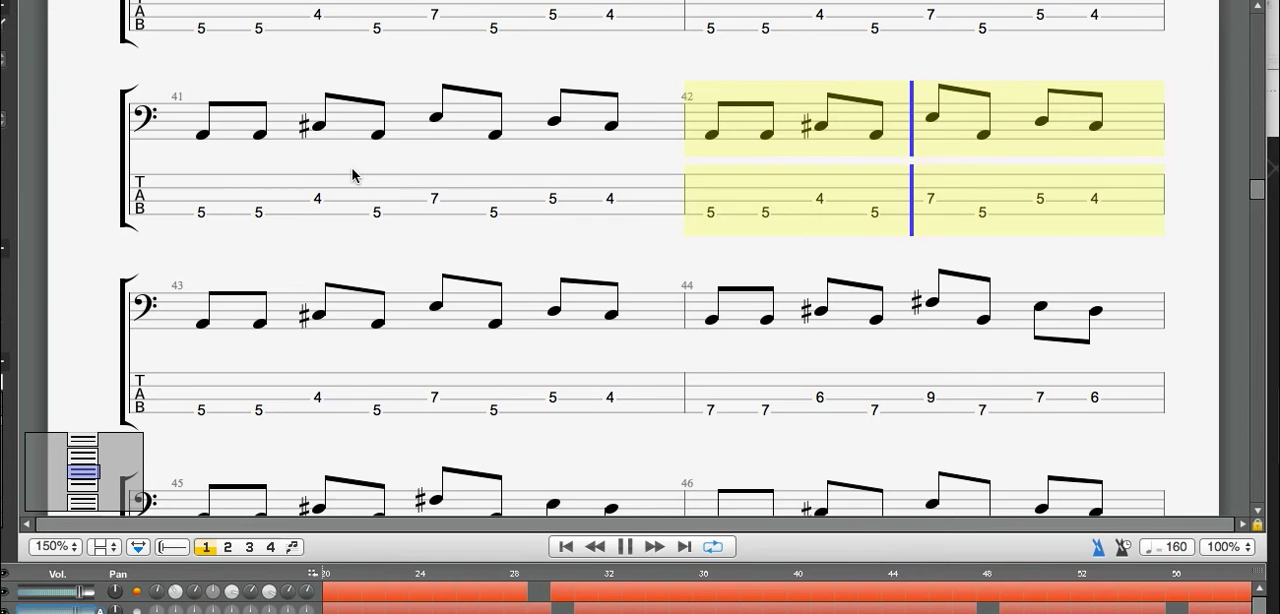 T A B 5 5 4 5 7 5 5 4 5 5 4 5 7 5 5 4
41 42
T A B 5 5 4 5 7 5 5 4 5 5 4 5 7 5 5 4
43 44
T A B 5 5 4 5 7 5 5 4 7 7 6 7 9 7 7 6
45 46
150% 1 2 3 4 = 160 100%
Vol. Pan 20 24 28 32 36 40 44 48 52 56